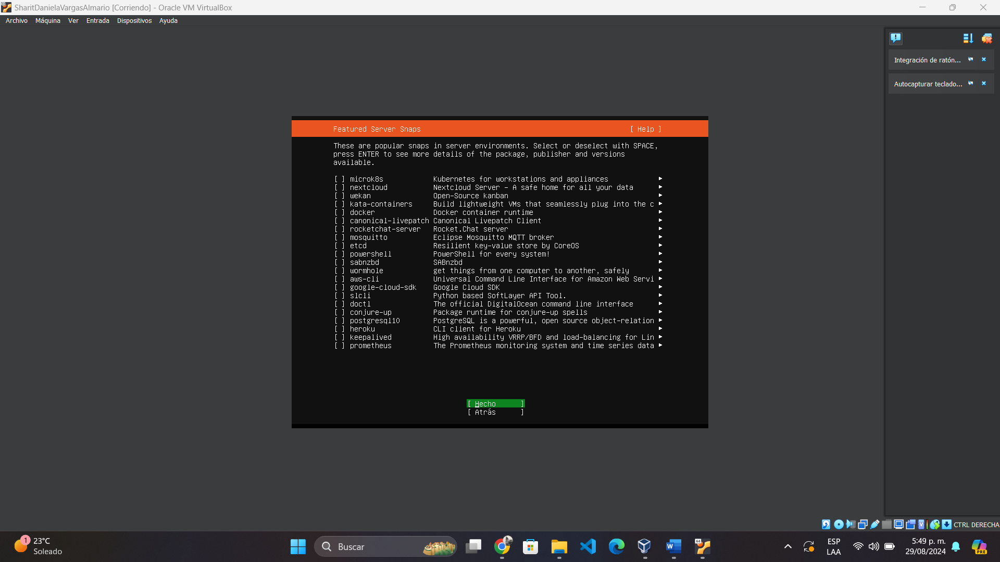 SharitDanielaVargasAlmario [Corriendo] - Oracle VM VirtualBox
Archivo Máquina Ver Entrada Dispositivos Ayuda
Integración de ratón...
Autocapturar teclado...
Featured Server Snaps [ Help ]
These are popular snaps in server environments. Select or deselect with SPACE,
press ENTER to see more details of the package, publisher and versions
available.
[ ] microk8s Kubernetes for workstations and appliances
[ ] nextcloud Nextcloud Server - A safe home for all your data
[ ] wekan Open-Source kanban
[ ] kata-containers Build lightweight VMs that seamlessly plug into the c
[ ] docker Docker container runtime
[ ] canonical-livepatch Canonical Livepatch Client
[ ] rocketchat-server Rocket.Chat server
[ ] mosquitto Eclipse Mosquitto MQTT broker
[ ] etcd Resilient key-value store by CoreOS
[ ] powershell PowerShell for every system!
[ ] sabnzbd SABnzbd
[ ] wormhole get things from one computer to another, safely
[ ] aws-cli Universal Command Line Interface for Amazon Web Servi
[ ] google-cloud-sdk Google Cloud SDK
[ ] slcli Python based SoftLayer API Tool.
[ ] doctl The official DigitalOcean command line interface
[ ] conjure-up Package runtime for conjure-up spells
[ ] postgresql10 PostgreSQL is a powerful, open source object-relation
[ ] heroku CLI client for Heroku
[ ] keepalived High availability VRRP/BFD and load-balancing for Lin
[ ] prometheus The Prometheus monitoring system and time series data
[ Hecho ]
[ Atrás ]
CTRL DERECHA
1
23°C
Soleado
Buscar
64
ESP
LAA
5:49 p. m.
29/08/2024
PRE